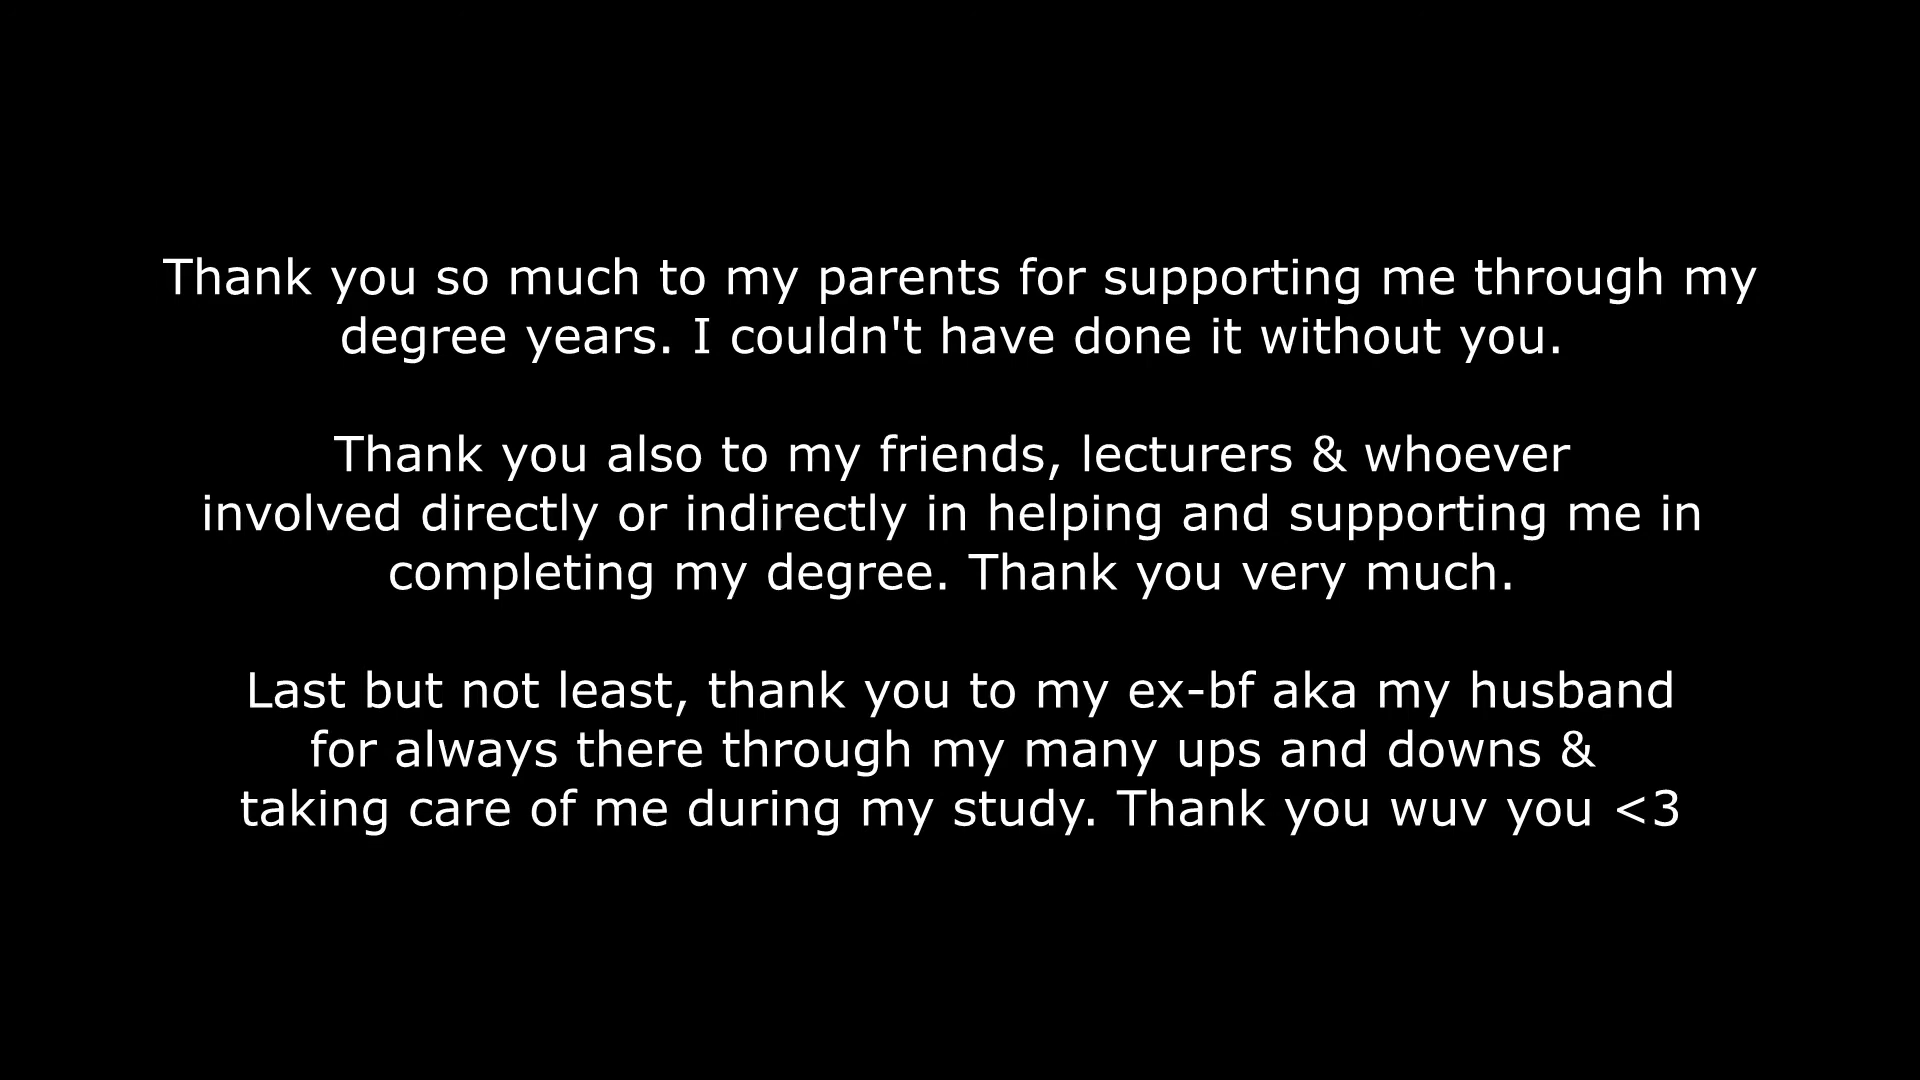 Thank you so much to my parents for supporting me through my
degree years. I couldn't have done it without you.
Thank you also to my friends, lecturers & whoever
involved directly or indirectly in helping and supporting me in
completing my degree. Thank you very much.
Last but not least, thank you to my ex-bf aka my husband
for always there through my many ups and downs &
taking care of me during my study. Thank you wuv you <3